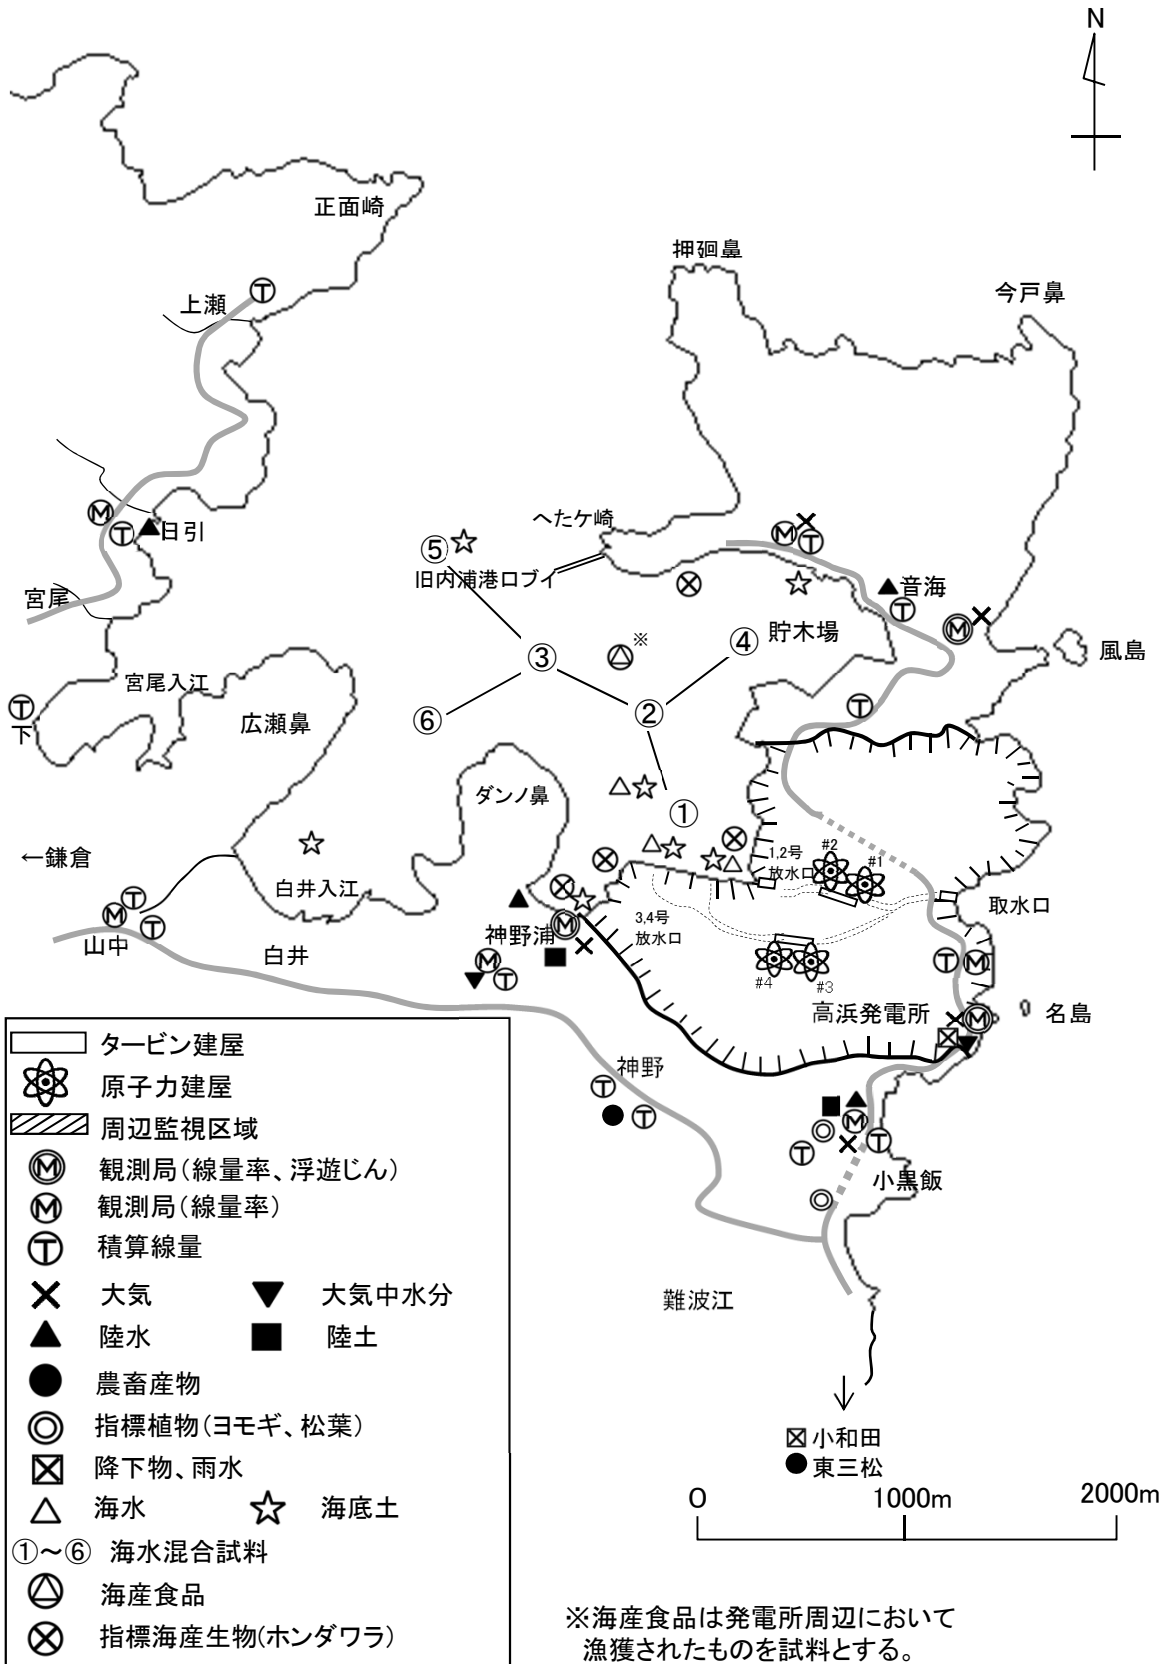 N
正面崎
押廻鼻
今戸鼻
上瀬
Ⓣ
へたケ崎
Ⓜ
Ⓣ
日引
⑤
旧内浦港口ブイ
Ⓜ
Ⓣ
音海
Ⓣ
宮尾
貯木場
④
※
Ⓜ
風島
③
宮尾入江
Ⓣ
下
広瀬鼻
⑥
②
Ⓣ
ダンノ鼻
①
←鎌倉
白井入江
1,2号
放水口
#2
#1
取水口
Ⓣ
Ⓜ
Ⓣ
山中
白井
神野浦
Ⓜ
3,4号
放水口
Ⓜ
Ⓣ
#4
#3
Ⓣ
Ⓜ
高浜発電所
Ⓜ
名島
神野
Ⓣ
Ⓣ
Ⓜ
Ⓣ
Ⓣ
小黒飯
難波江
小和田
東三松
O 1000m 2000m
タービン建屋
原子力建屋
周辺監視区域
Ⓜ 観測局(線量率、浮遊じん)
Ⓜ 観測局(線量率)
Ⓣ 積算線量
大気 大気中水分
陸水 陸土
農畜産物
指標植物(ヨモギ、松葉)
降下物、雨水
海水 海底土
①～⑥ 海水混合試料
海産食品
指標海産生物(ホンダワラ)
※海産食品は発電所周辺において
漁獲されたものを試料とする。